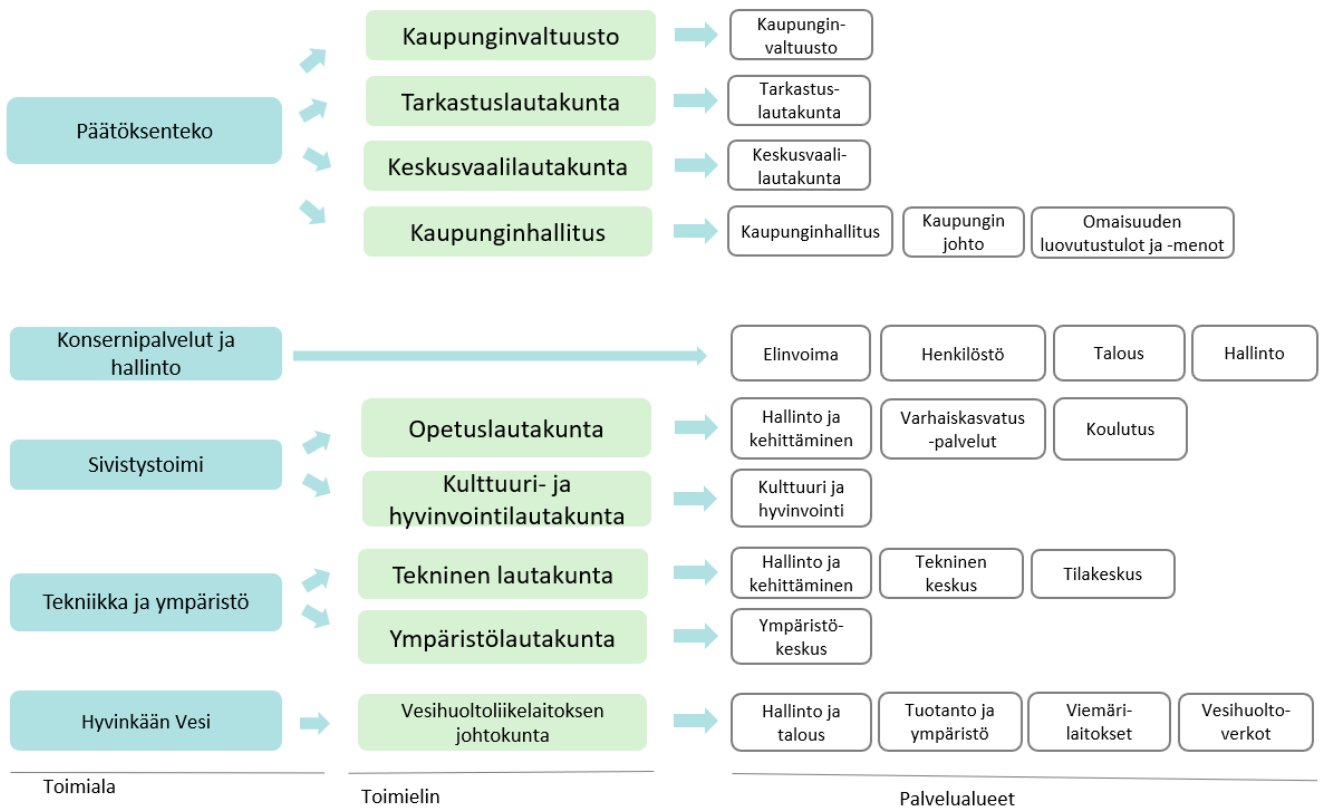 Päätöksenteko
Kaupunginvaltuusto
Kaupungin-
valtuusto
Tarkastuslautakunta
Tarkastus-
lautakunta
Keskusvaalilautakunta
Keskusvaali-
lautakunta
Kaupunginhallitus
Kaupunginhallitus
Kaupungin
johto
Omaisuuden
luovutustulot ja -menot
Konsernipalvelut ja
hallinto
Elinvoima
Henkilöstö
Talous
Hallinto
Sivistystoimi
Opetuslautakunta
Hallinto ja
kehittäminen
Varhaiskasvatus
-palvelut
Koulutus
Kulttuuri- ja
hyvinvointilautakunta
Kulttuuri ja
hyvinvointi
Tekniikka ja ympäristö
Tekninen lautakunta
Hallinto ja
kehittäminen
Tekninen
keskus
Tilakeskus
Ympäristölautakunta
Ympäristö-
keskus
Hyvinkään Vesi
Vesihuoltoliikelaitoksen
johtokunta
Hallinto ja
talous
Tuotanto ja
ympäristö
Viemäri-
laitokset
Vesihuolto-
verkot
Toimiala
Toimielin
Palvelualueet